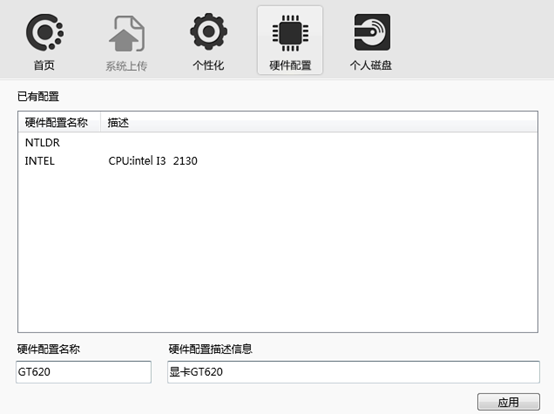 首页 系统上传 个性化 硬件配置 个人磁盘
已有配置
硬件配置名称 描述
NTLDR
INTEL CPU:intel I3 2130
硬件配置名称 硬件配置描述信息
GT620 显卡GT620
应用